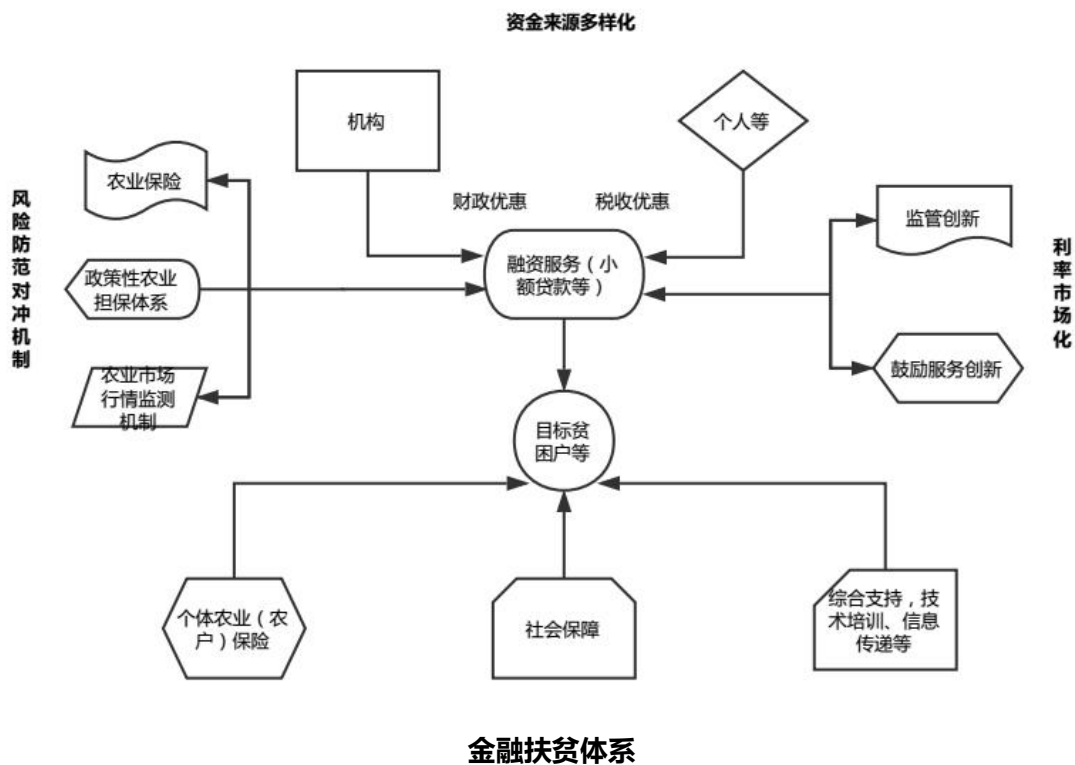 资金来源多样化
机构
个人等
农业保险
财政优惠
税收优惠
监管创新
风险防范对冲机制
利率市场化
政策性农业
担保体系
融资服务（小
额贷款等）
农业市场
行情监测
机制
鼓励服务创新
目标贫
困户等
个体农业（农
户）保险
社会保障
综合支持，技
术培训、信息
传递等
金融扶贫体系